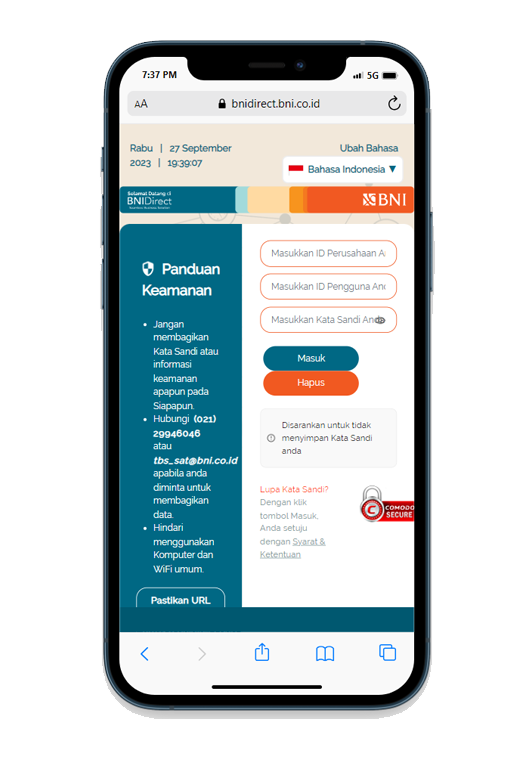 7:37 PM
5G
AA
bnidirect.bni.co.id
Rabu | 27 September
2023 | 19:39:07
Ubah Bahasa
Bahasa Indonesia ▼
Selamat Datang di
BNIDirect
BNI
Panduan
Keamanan
• Jangan
membagikan
Kata Sandi atau
informasi
keamanan
apapun pada
Siapapun.
• Hubungi (021)
29946046
atau
tbs_sat@bni.co.id
apabila anda
diminta untuk
membagikan
data.
• Hindari
menggunakan
Komputer dan
WiFi umum.
Pastikan URL
Masukkan ID Perusahaan A
Masukkan ID Pengguna And
Masukkan Kata Sandi Anda
Masuk
Hapus
Disarankan untuk tidak
menyimpan Kata Sandi
anda
Lupa Kata Sandi?
Dengan klik
tombol Masuk,
Anda setuju
dengan Syarat &
Ketentuan
COMODO
SECURE